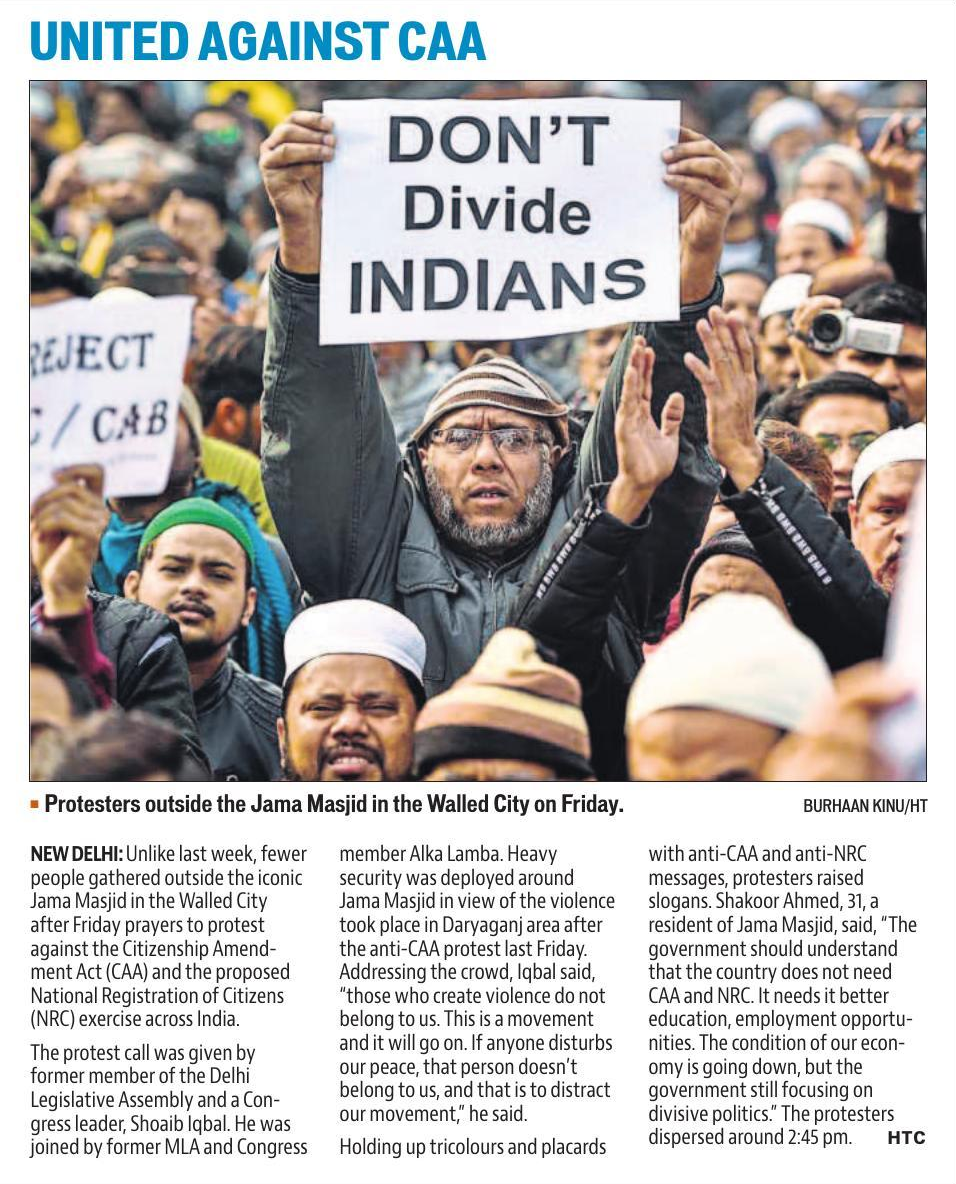 UNITED AGAINST CAA
DON'T
Divide
INDIANS
REJECT
C / CAB
▪ Protesters outside the Jama Masjid in the Walled City on Friday.
BURHAAN KINU/HT
NEW DELHI: Unlike last week, fewer
people gathered outside the iconic
Jama Masjid in the Walled City
after Friday prayers to protest
against the Citizenship Amend-
ment Act (CAA) and the proposed
National Registration of Citizens
(NRC) exercise across India.
The protest call was given by
former member of the Delhi
Legislative Assembly and a Con-
gress leader, Shoaib Iqbal. He was
joined by former MLA and Congress
member Alka Lamba. Heavy
security was deployed around
Jama Masjid in view of the violence
took place in Daryaganj area after
the anti-CAA protest last Friday.
Addressing the crowd, Iqbal said,
“those who create violence do not
belong to us. This is a movement
and it will go on. If anyone disturbs
our peace, that person doesn’t
belong to us, and that is to distract
our movement,” he said.
Holding up tricolours and placards
with anti-CAA and anti-NRC
messages, protesters raised
slogans. Shakoor Ahmed, 31, a
resident of Jama Masjid, said, “The
government should understand
that the country does not need
CAA and NRC. It needs it better
education, employment opportu-
nities. The condition of our econ-
omy is going down, but the
government still focusing on
divisive politics.” The protesters
dispersed around 2:45 pm. HTC